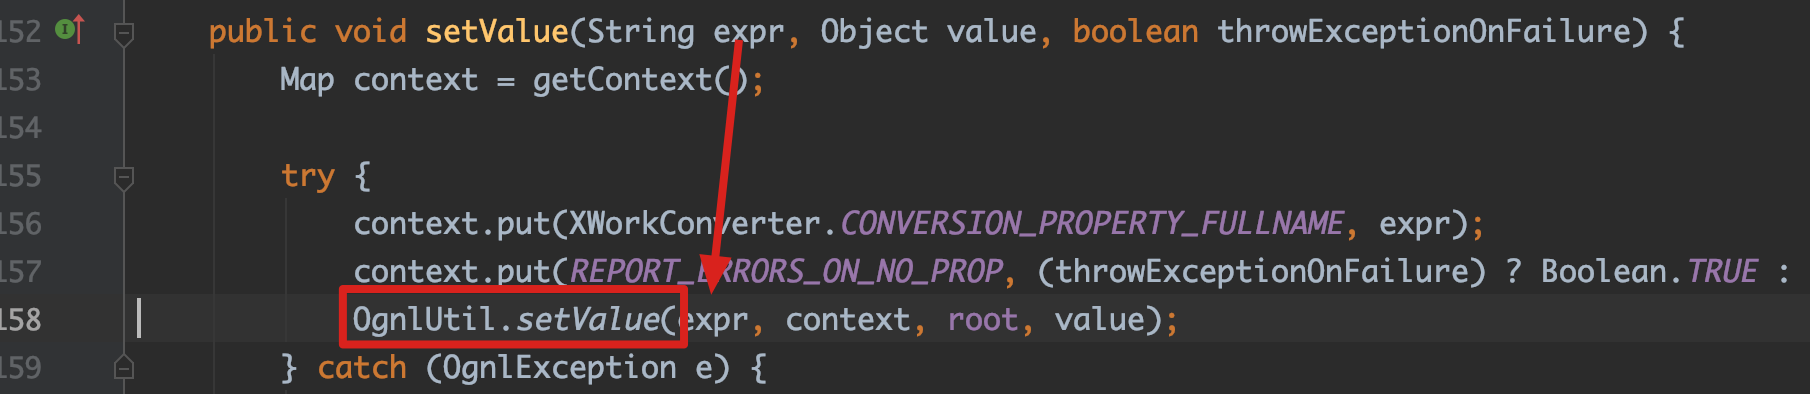 152 public void setValue(String expr, Object value, boolean throwExceptionOnFailure) {
153 Map context = getContext();
154
155 try {
156 context.put(XWorkConverter.CONVERSION_PROPERTY_FULLNAME, expr);
157 context.put(REPORT_ERRORS_ON_NO_PROP, (throwExceptionOnFailure) ? Boolean.TRUE :
158 OgnlUtil.setValue(expr, context, root, value);
159 } catch (OgnlException e) {